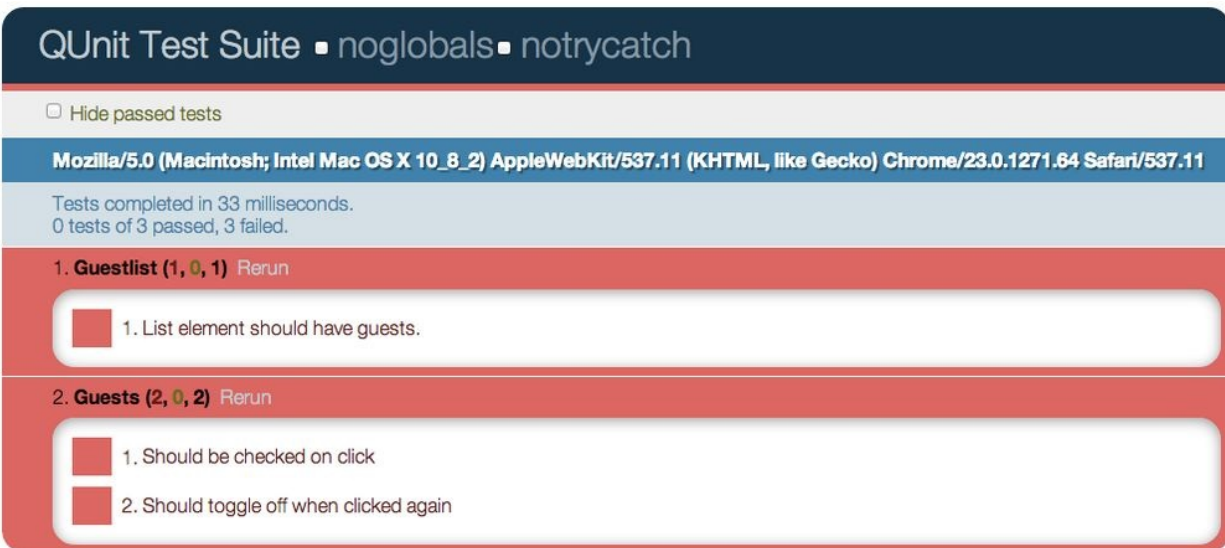 QUnit Test Suite ▪ noglobals▪ notrycatch
Hide passed tests
Mozilla/5.0 (Macintosh; Intel Mac OS X 10_8_2) AppleWebKit/537.11 (KHTML, like Gecko) Chrome/23.0.1271.64 Safari/537.11
Tests completed in 33 milliseconds.
0 tests of 3 passed, 3 failed.
1. Guestlist (1, 0, 1) Rerun
1. List element should have guests.
2. Guests (2, 0, 2) Rerun
1. Should be checked on click
2. Should toggle off when clicked again